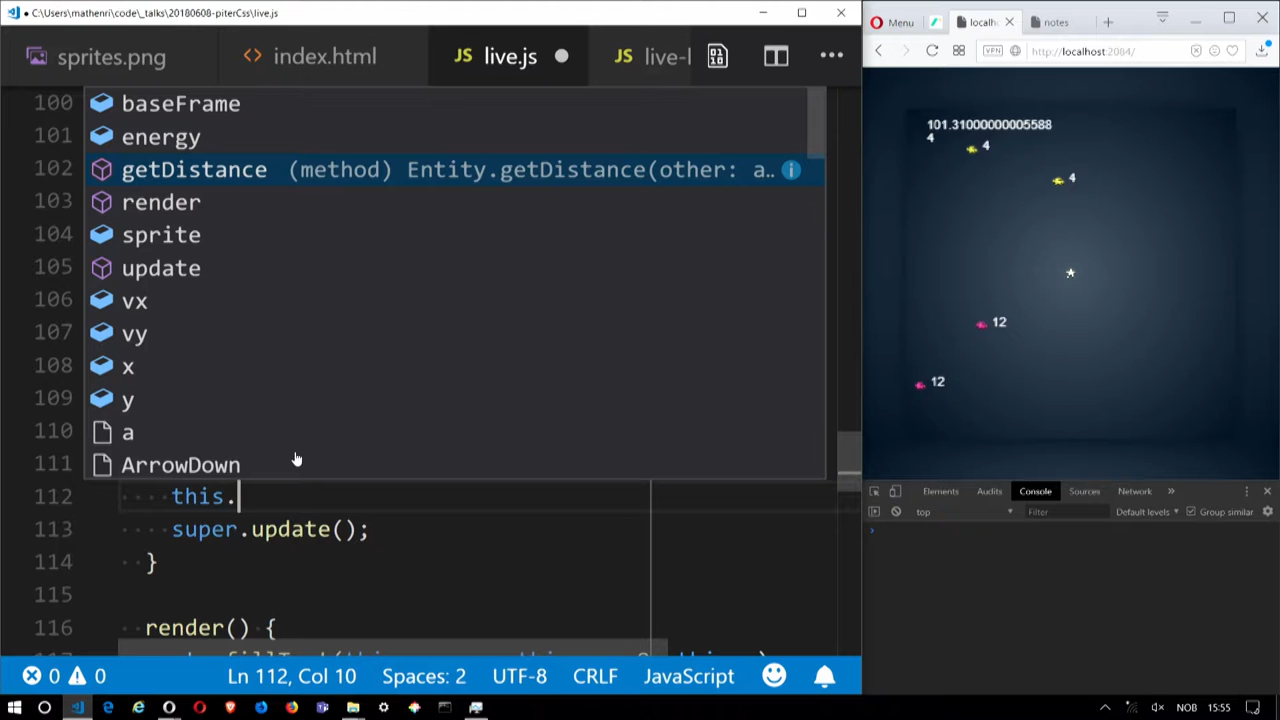 C:\Users\mathenri\code\_talks\20180608-piterCss\live.js
sprites.png
index.html
JS live.js
JS live-l
100
101
102
103
104
105
106
107
108
109
110
111
baseFrame
energy
getDistance (method) Entity.getDistance(other: a…
render
sprite
update
vx
vy
x
y
a
ArrowDown
112 ····this.
113 ····super.update();
114 ··}
115
116 ··render()·{
0 0 Ln 112, Col 10 Spaces: 2 UTF-8 CRLF JavaScript
Menu
localh
notes
VPN http://localhost:2084/
101.31000000005588
4
4
4
12
12
Elements Audits Console Sources Network »
top Filter Default levels Group similar
NOB 15:55